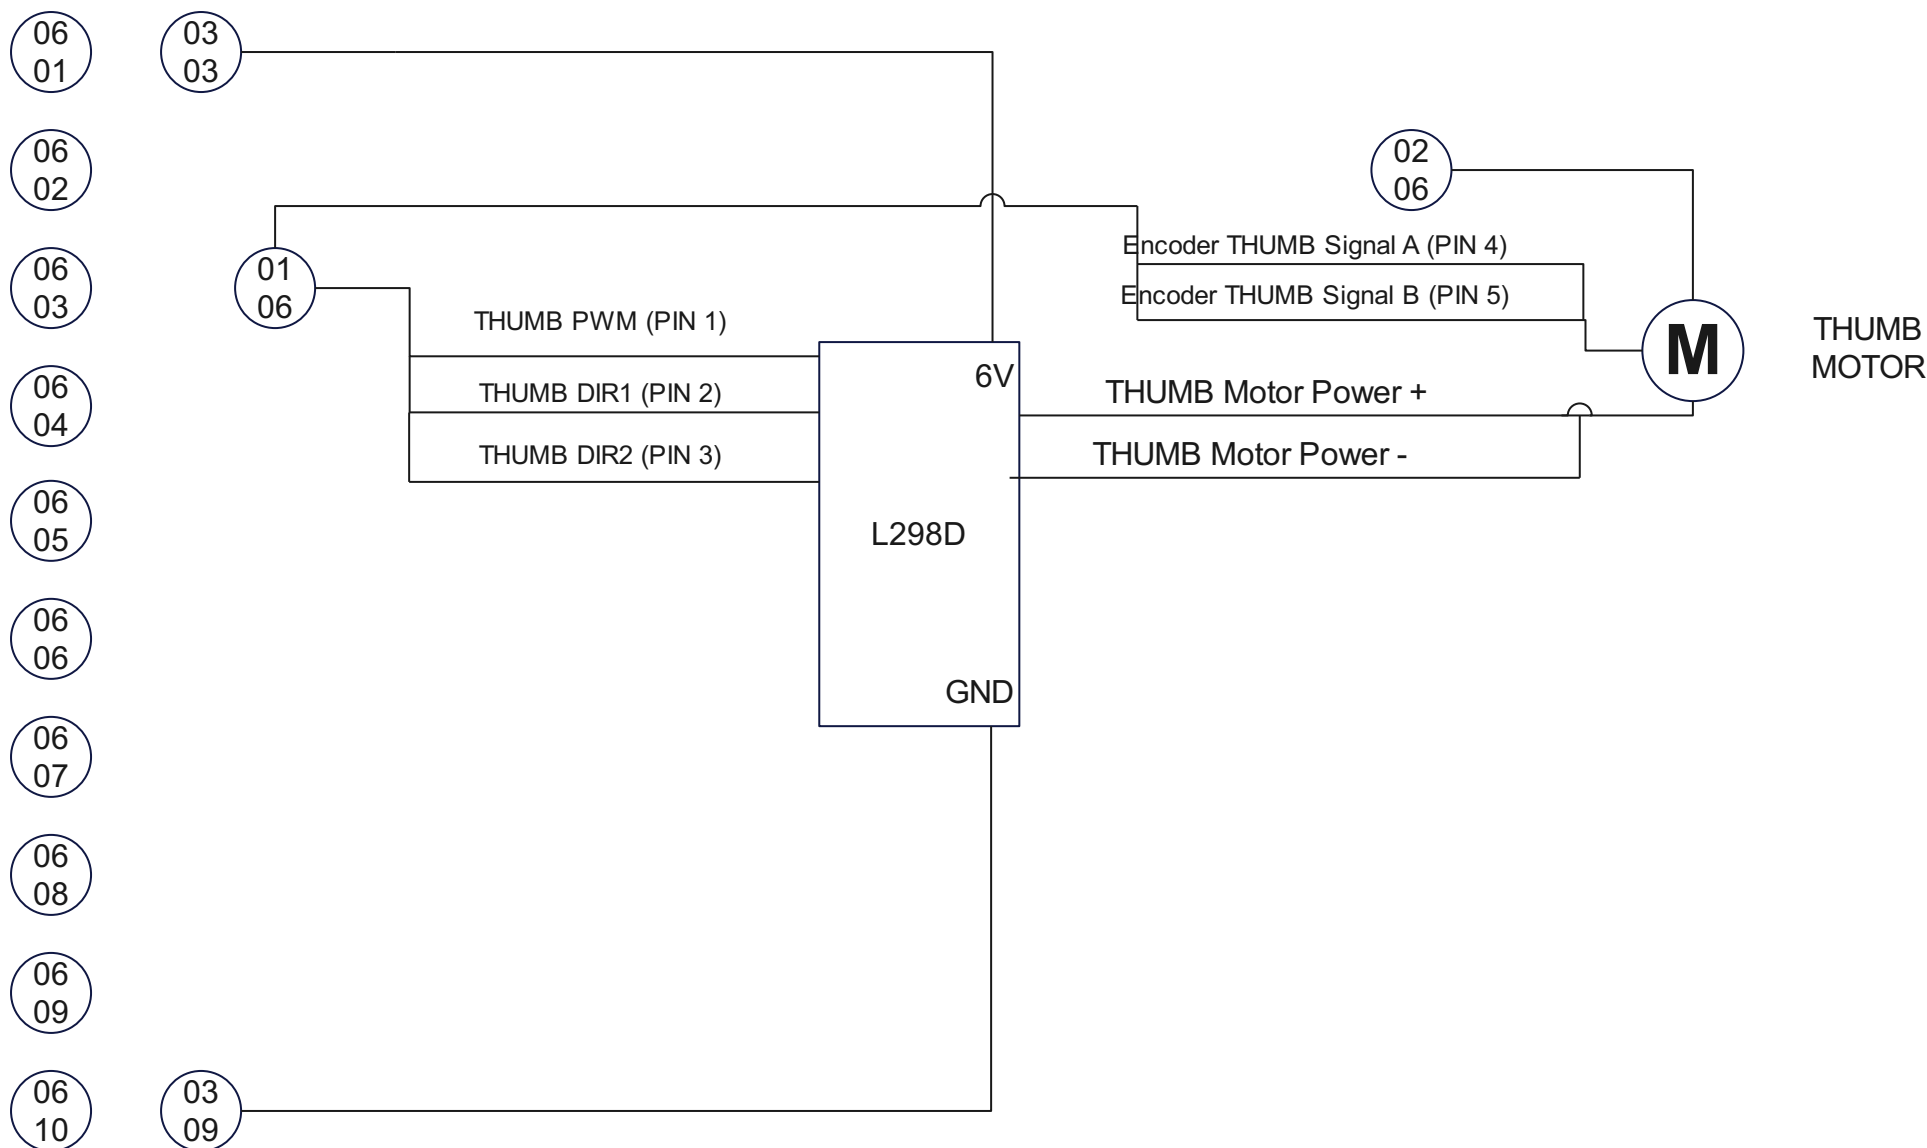 06
01
03
03
06
02
02
06
06
03
01
06
Encoder THUMB Signal A (PIN 4)
Encoder THUMB Signal B (PIN 5)
THUMB PWM (PIN 1)
M
THUMB
MOTOR
6V
06
04
THUMB DIR1 (PIN 2)
THUMB Motor Power +
THUMB DIR2 (PIN 3)
THUMB Motor Power -
06
05
L298D
06
06
GND
06
07
06
08
06
09
06
10
03
09